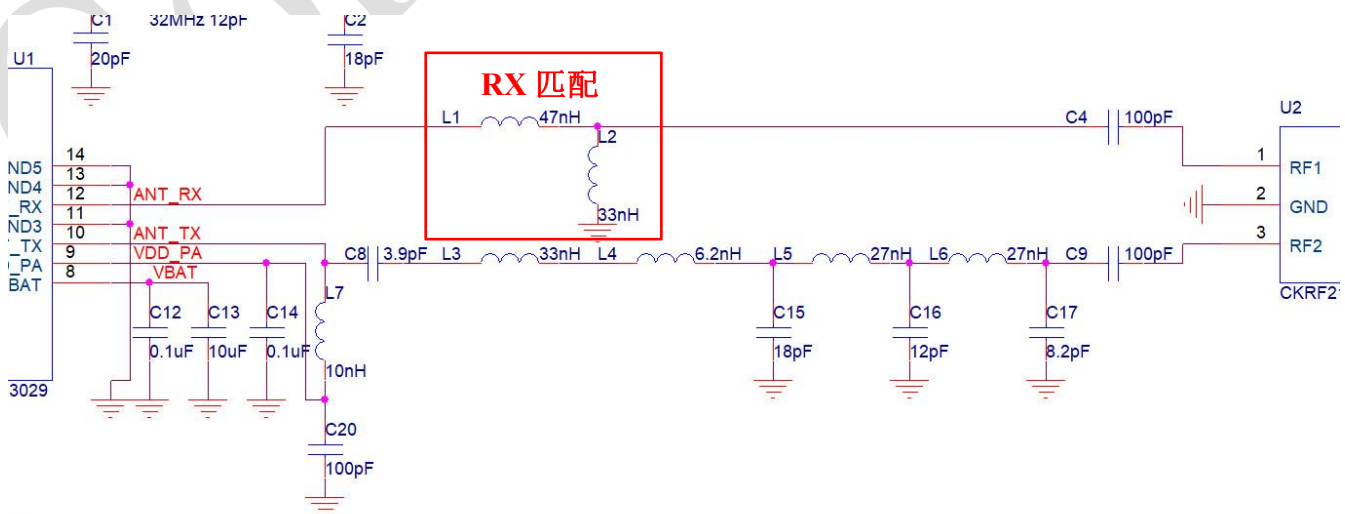 C1
32MHz 12pF
C2
U1
20pF
18pF
RX 匹配
L1
47nH
C4
100pF
U2
L2
14
ND5
13
ND4
12
_RX
ANT_RX
11
ND3
33nH
10
_TX
ANT_TX
9
_PA
VDD_PA
8
BAT
VBAT
1
RF1
2
GND
3
RF2
C8
3.9pF
L3
33nH
L4
6.2nH
L5
27nH
L6
27nH
C9
100pF
CKRF2
L7
C12
C13
C14
C15
C16
C17
0.1uF
10uF
0.1uF
18pF
12pF
8.2pF
10nH
3029
C20
100pF